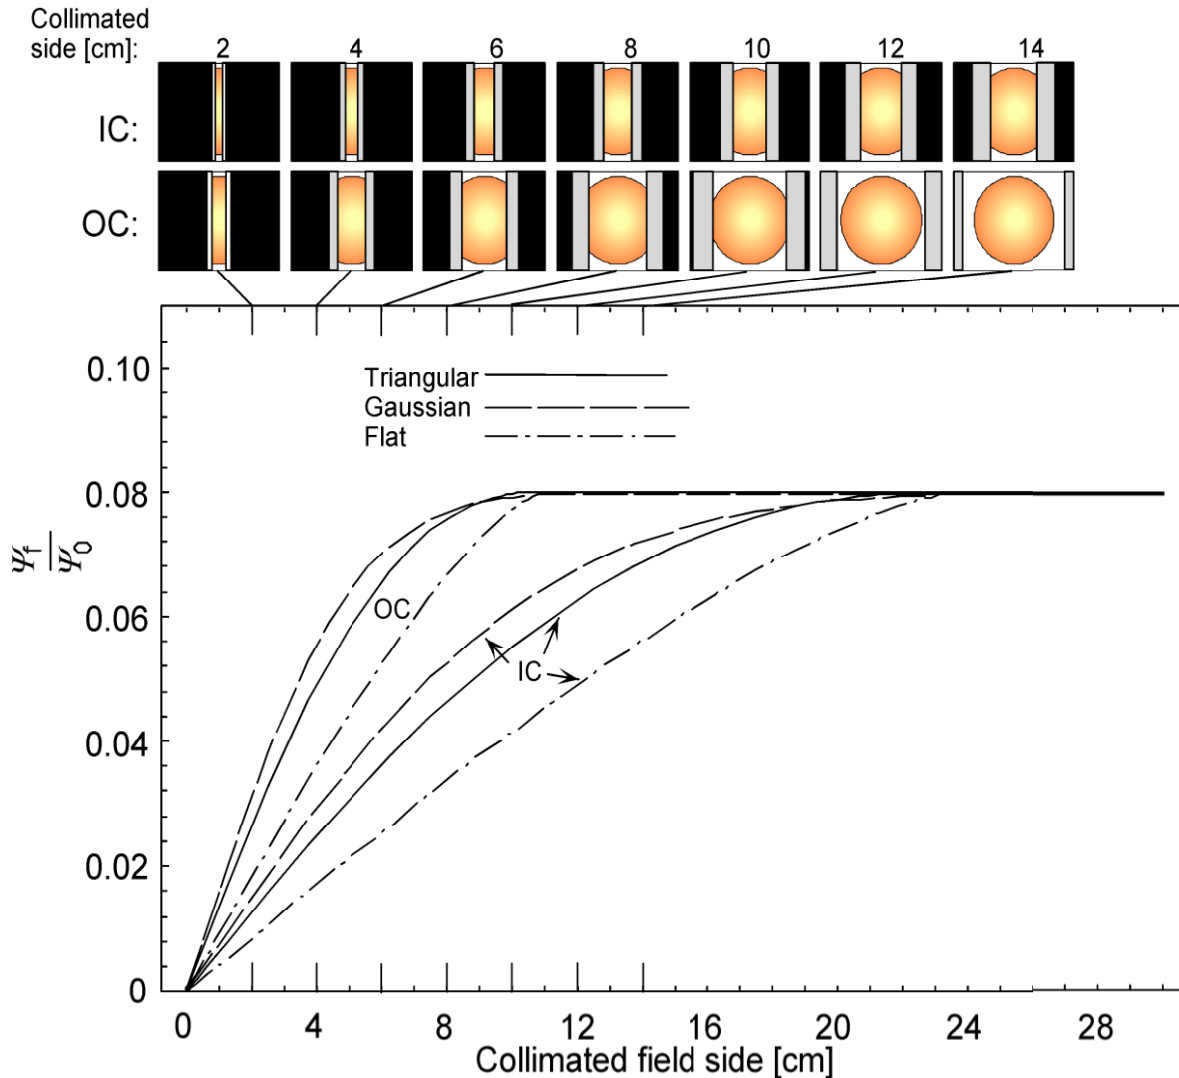 Collimated
side [cm]: 2 4 6 8 10 12 14
IC:
OC:
0.10
Triangular
Gaussian
Flat
0.08
Ψf
Ψ0
OC
0.06
IC
0.04
0.02
0
0 4 8 12 16 20 24 28
Collimated field side [cm]